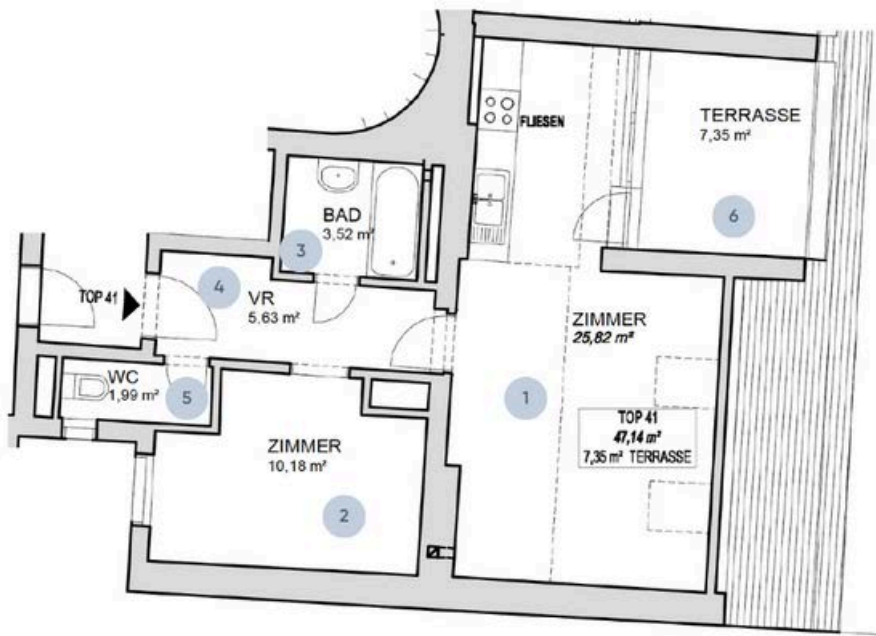 FLIESEN
TERRASSE
7,35 m²
6
BAD
3,52 m²
3
4
VR
5,63 m²
TOP 41
ZIMMER
25,82 m²
1
WC
1,99 m²
5
TOP 41
47,14 m²
7,35 m² TERRASSE
ZIMMER
10,18 m²
2